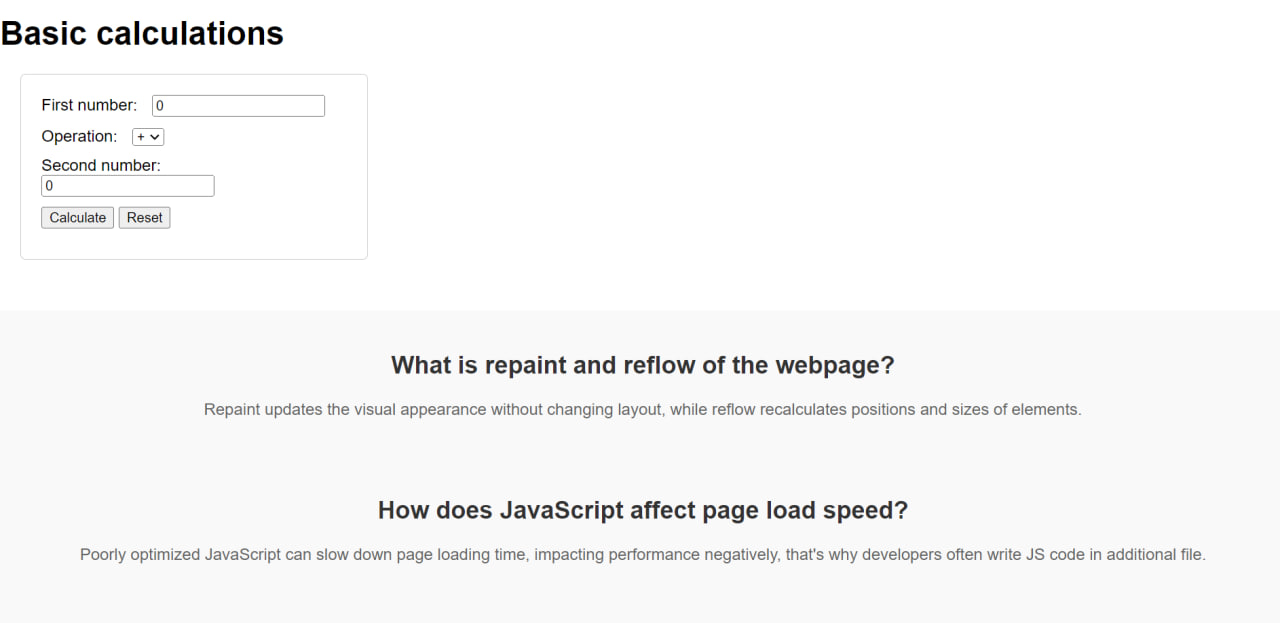 Basic calculations
First number: 0
Operation: +
Second number:
0
Calculate Reset
What is repaint and reflow of the webpage?
Repaint updates the visual appearance without changing layout, while reflow recalculates positions and sizes of elements.
How does JavaScript affect page load speed?
Poorly optimized JavaScript can slow down page loading time, impacting performance negatively, that's why developers often write JS code in additional file.